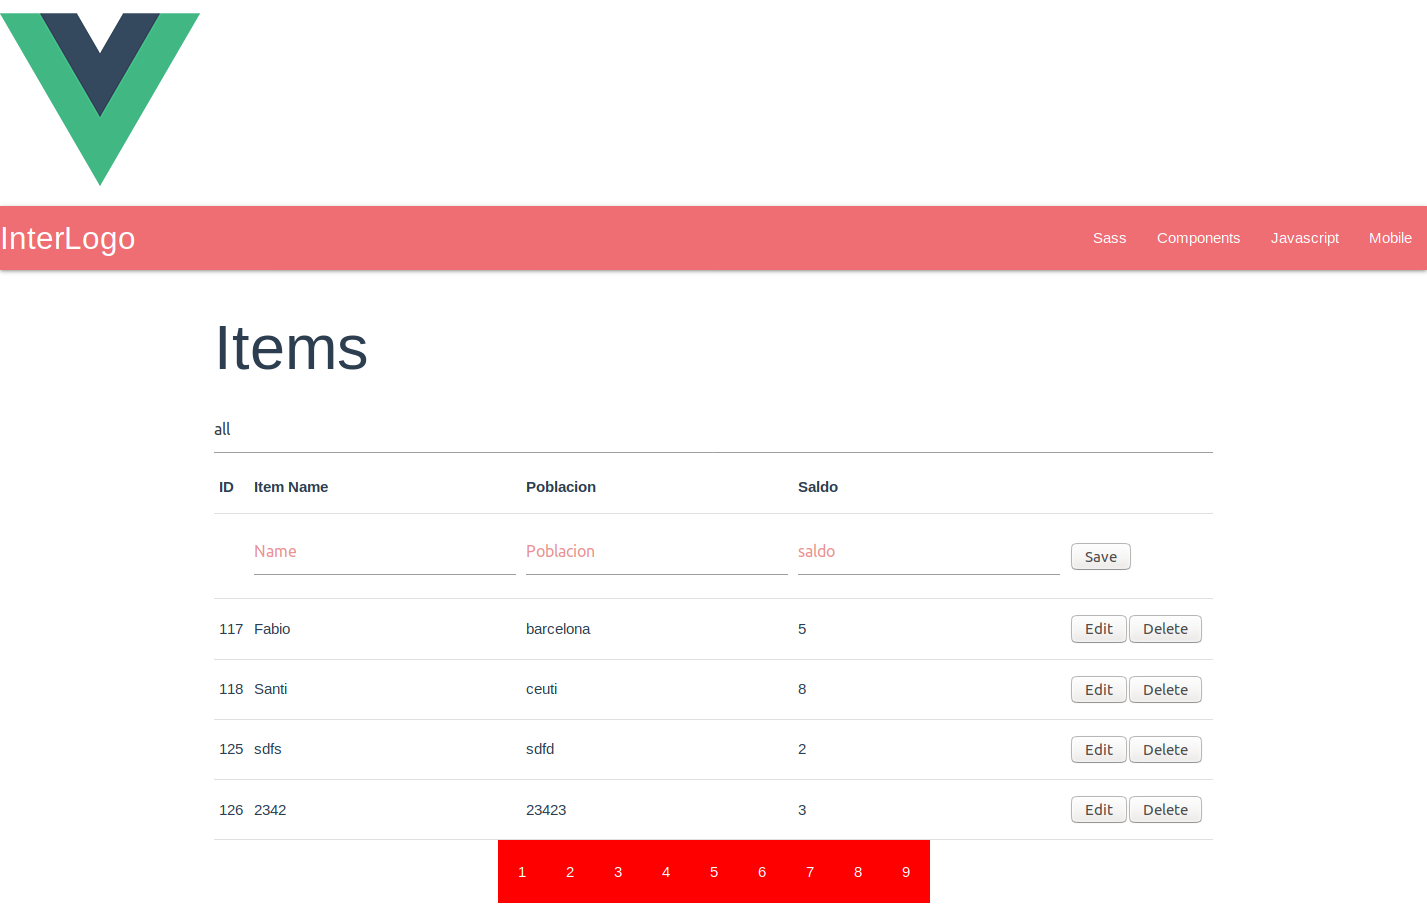 InterLogo Sass Components Javascript Mobile
Items
all
ID Item Name Poblacion Saldo
Name Poblacion saldo Save
117 Fabio barcelona 5 Edit Delete
118 Santi ceuti 8 Edit Delete
125 sdfs sdfd 2 Edit Delete
126 2342 23423 3 Edit Delete
1 2 3 4 5 6 7 8 9